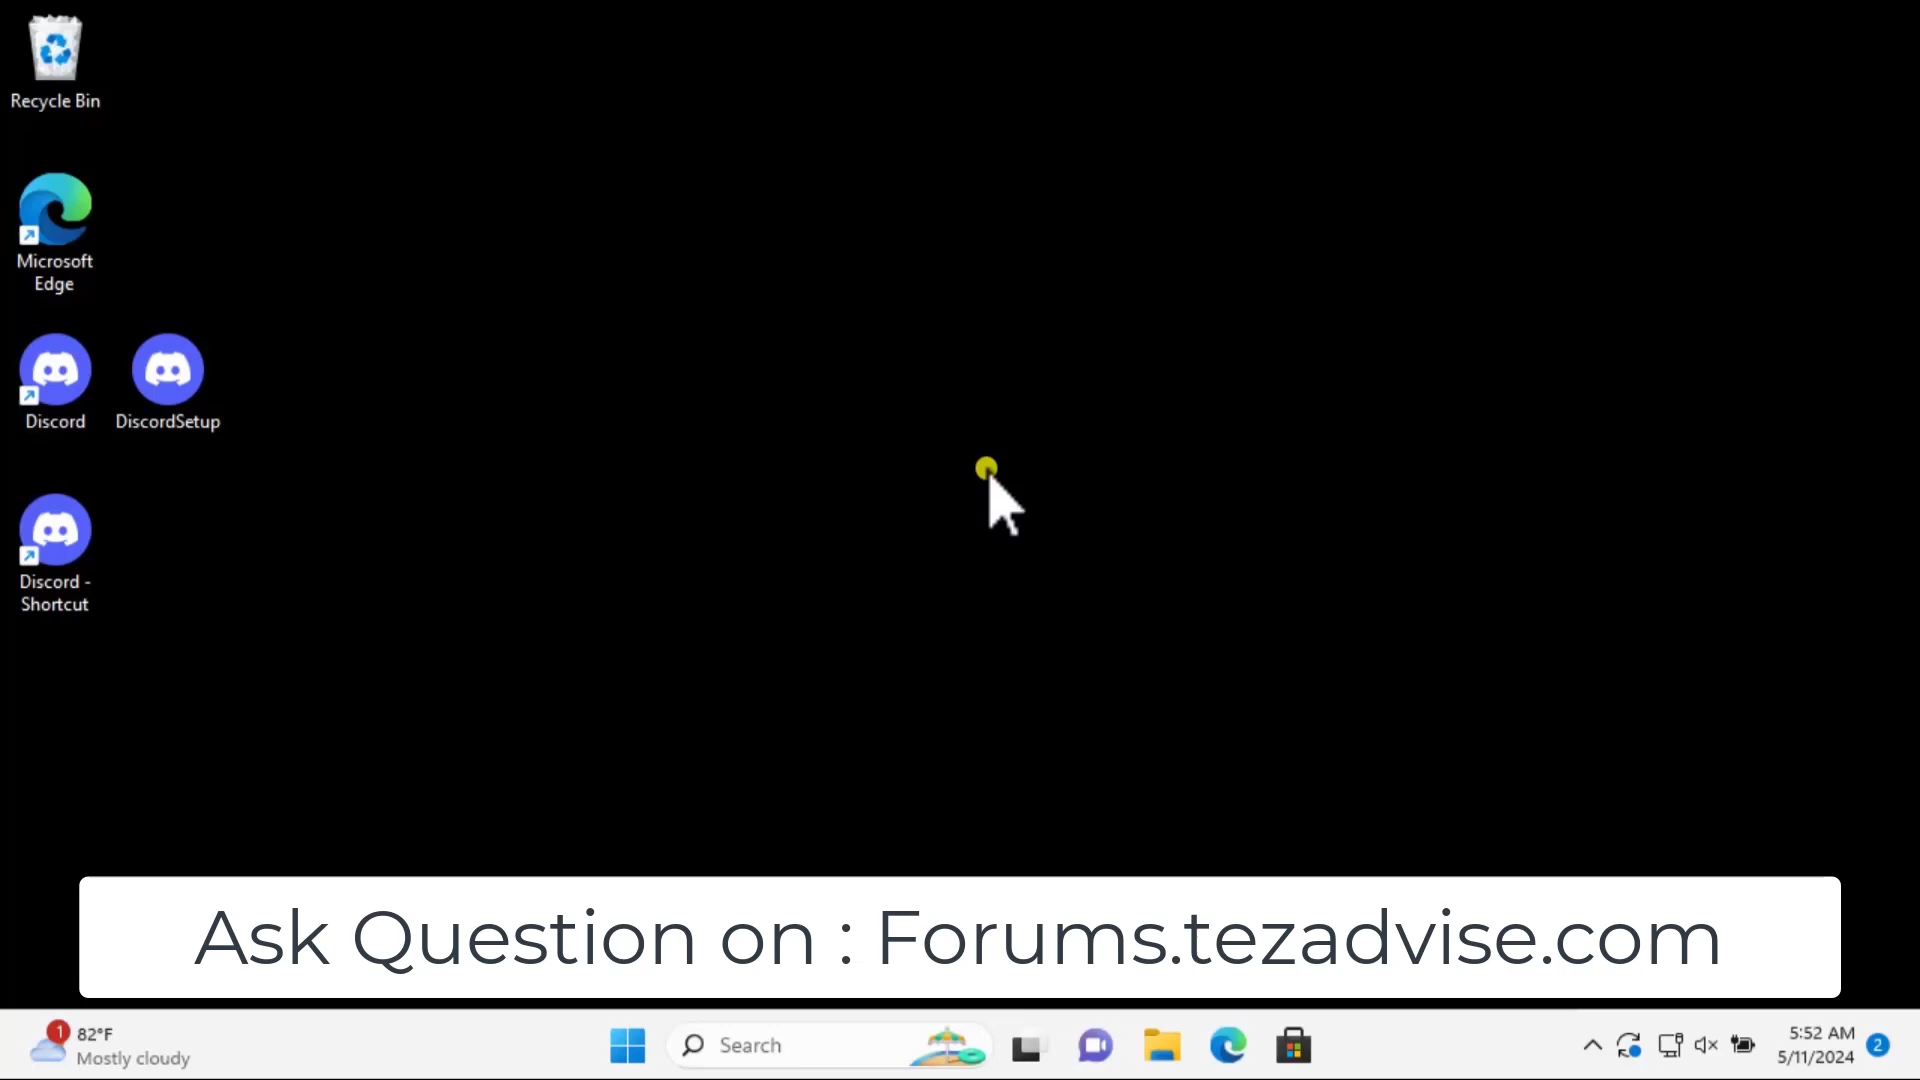 Recycle Bin
Microsoft
Edge
Discord
DiscordSetup
Discord -
Shortcut
Ask Question on : Forums.tezadvise.com
1
82°F
Mostly cloudy
Search
5:52 AM
5/11/2024
2